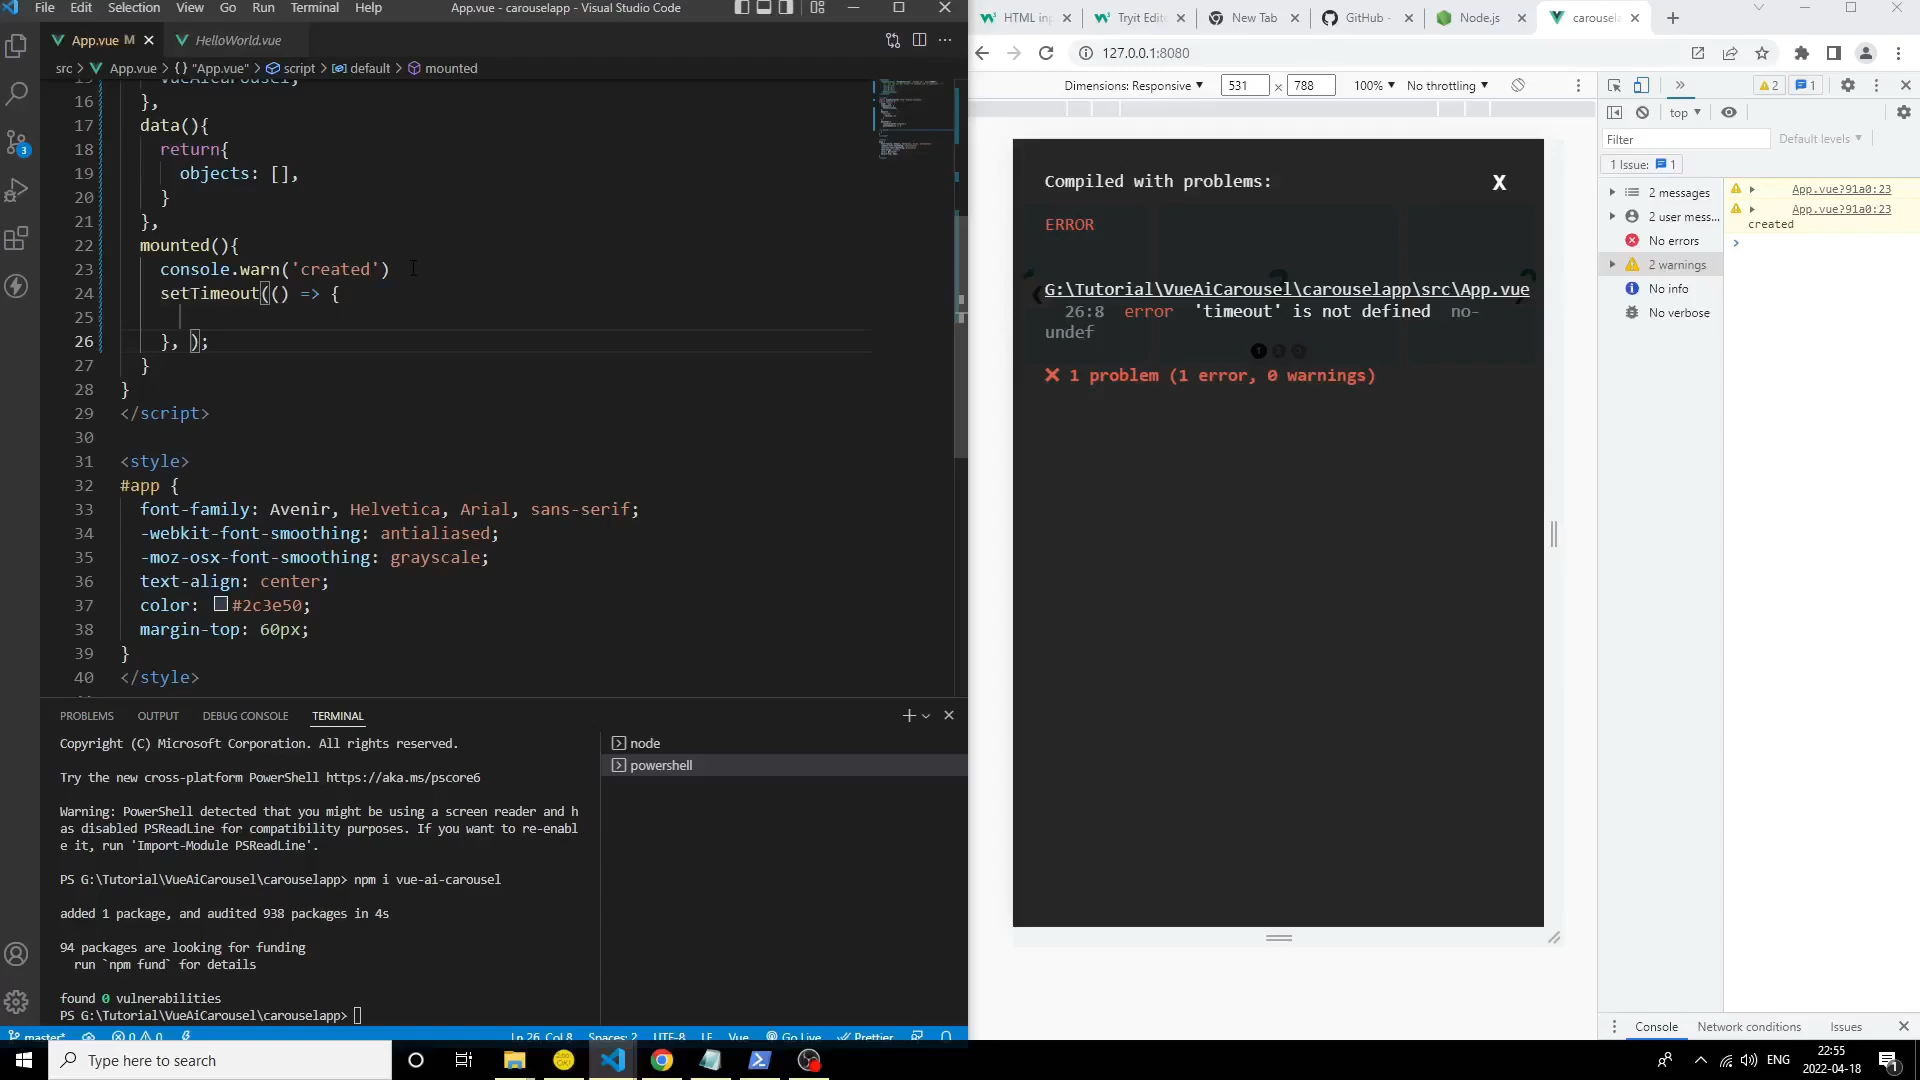 File Edit Selection View Go Run Terminal Help App.vue - carouselapp - Visual Studio Code
App.vue M HelloWorld.vue
src > App.vue > {} "App.vue" > script > default > mounted
16 },
17 data(){
18 return{
19 objects: [],
20 }
21 },
22 mounted(){
23 console.warn('created')
24 setTimeout(() => {
25
26 }, );
27 }
28 }
29 </script>
30
31 <style>
32 #app {
33 font-family: Avenir, Helvetica, Arial, sans-serif;
34 -webkit-font-smoothing: antialiased;
35 -moz-osx-font-smoothing: grayscale;
36 text-align: center;
37 color: #2c3e50;
38 margin-top: 60px;
39 }
40 </style>
PROBLEMS OUTPUT DEBUG CONSOLE TERMINAL
Copyright (C) Microsoft Corporation. All rights reserved.
Try the new cross-platform PowerShell https://aka.ms/pscore6
Warning: PowerShell detected that you might be using a screen reader and h
as disabled PSReadLine for compatibility purposes. If you want to re-enabl
e it, run 'Import-Module PSReadLine'.
PS G:\Tutorial\VueAiCarousel\carouselapp> npm i vue-ai-carousel
added 1 package, and audited 938 packages in 4s
94 packages are looking for funding
run `npm fund` for details
found 0 vulnerabilities
PS G:\Tutorial\VueAiCarousel\carouselapp>
node
powershell
master* 0 0 Ln 26, Col 8 Spaces: 2 UTF-8 LF Vue Go Live Prettier
HTML in Tryit Edit New Tab GitHub - Node.js carousel
127.0.0.1:8080
Dimensions: Responsive 531 × 788 100% No throttling
2 1
top
Filter Default levels
1 Issue: 1
2 messages
2 user mess...
No errors
2 warnings
No info
No verbose
App.vue?91a0:23
App.vue?91a0:23
created
Compiled with problems: X
ERROR
G:\Tutorial\VueAiCarousel\carouselapp\src\App.vue
26:8 error 'timeout' is not defined no-
undef
1 problem (1 error, 0 warnings)
Console Network conditions Issues
Type here to search
ENG
22:55
2022-04-18
1